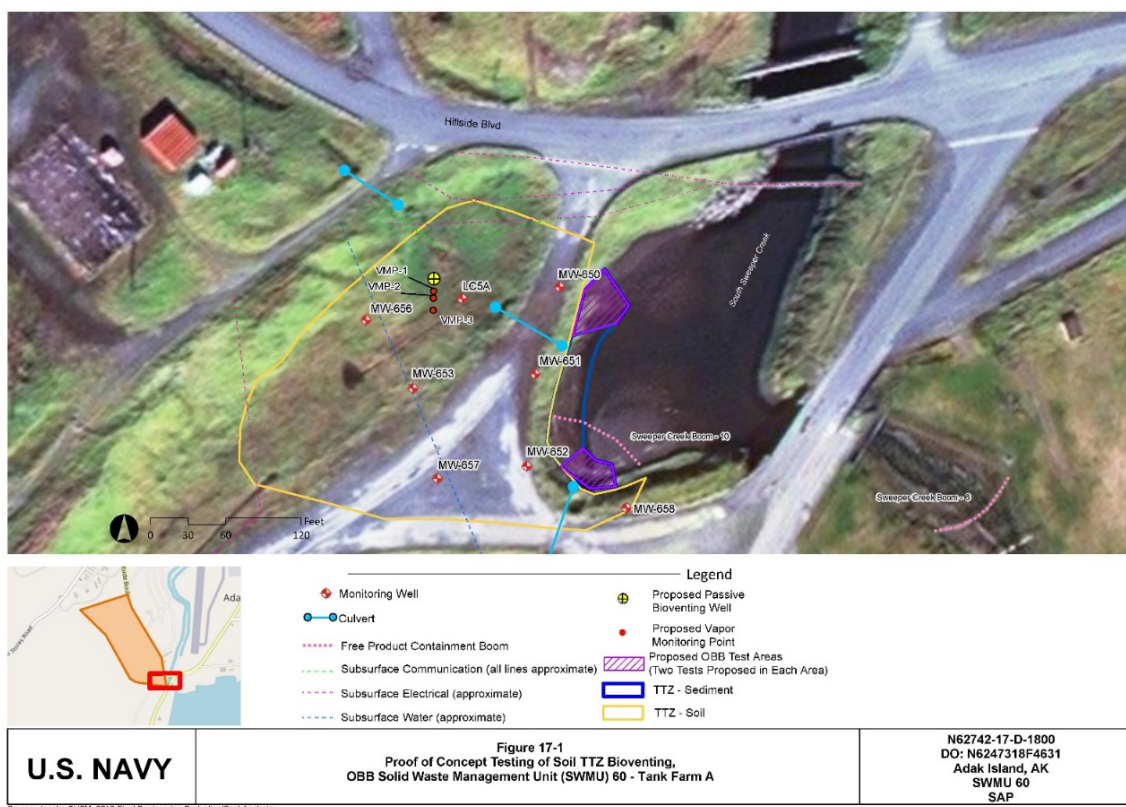 Hillside Blvd
South Sweeper Creek
VMP-1
VMP-2
LC5A
MW-650
MW-656
VMP-3
MW-651
MW-653
Sweeper Creek Boom - 10
MW-652
MW-657
MW-658
Feet
0 30 60 120
Legend
Monitoring Well
Culvert
Free Product Containment Boom
Subsurface Communication (all lines approximate)
Subsurface Electrical (approximate)
Subsurface Water (approximate)
Proposed Passive
Bioventing Well
Proposed Vapor
Monitoring Point
Proposed OBB Test Areas
(Two Tests Proposed in Each Area)
TTZ - Sediment
TTZ - Soil
Ada
U.S. NAVY
Figure 17-1
Proof of Concept Testing of Soil TTZ Bioventing,
OBB Solid Waste Management Unit (SWMU) 60 - Tank Farm A
N62742-17-D-1800
DO: N6247318F4631
Adak Island, AK
SWMU 60
SAP